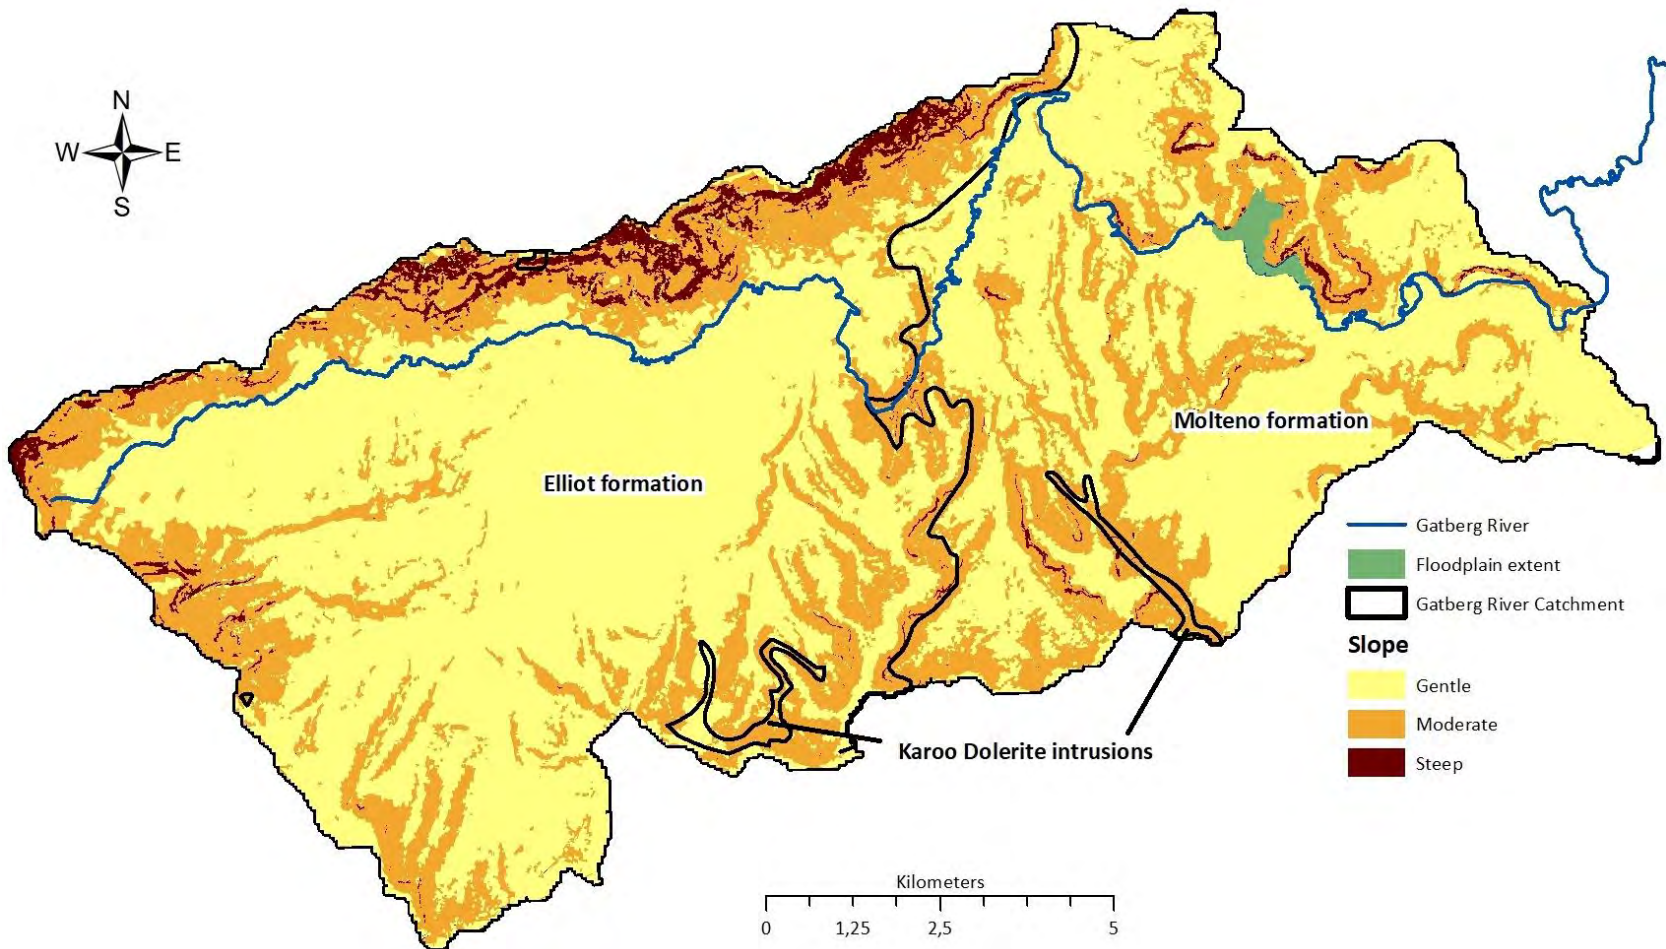 N
W E
S
Elliot formation
Molteno formation
Karoo Dolerite intrusions
Gatberg River
Floodplain extent
Gatberg River Catchment
Slope
Gentle
Moderate
Steep
Kilometers
0 1,25 2,5 5